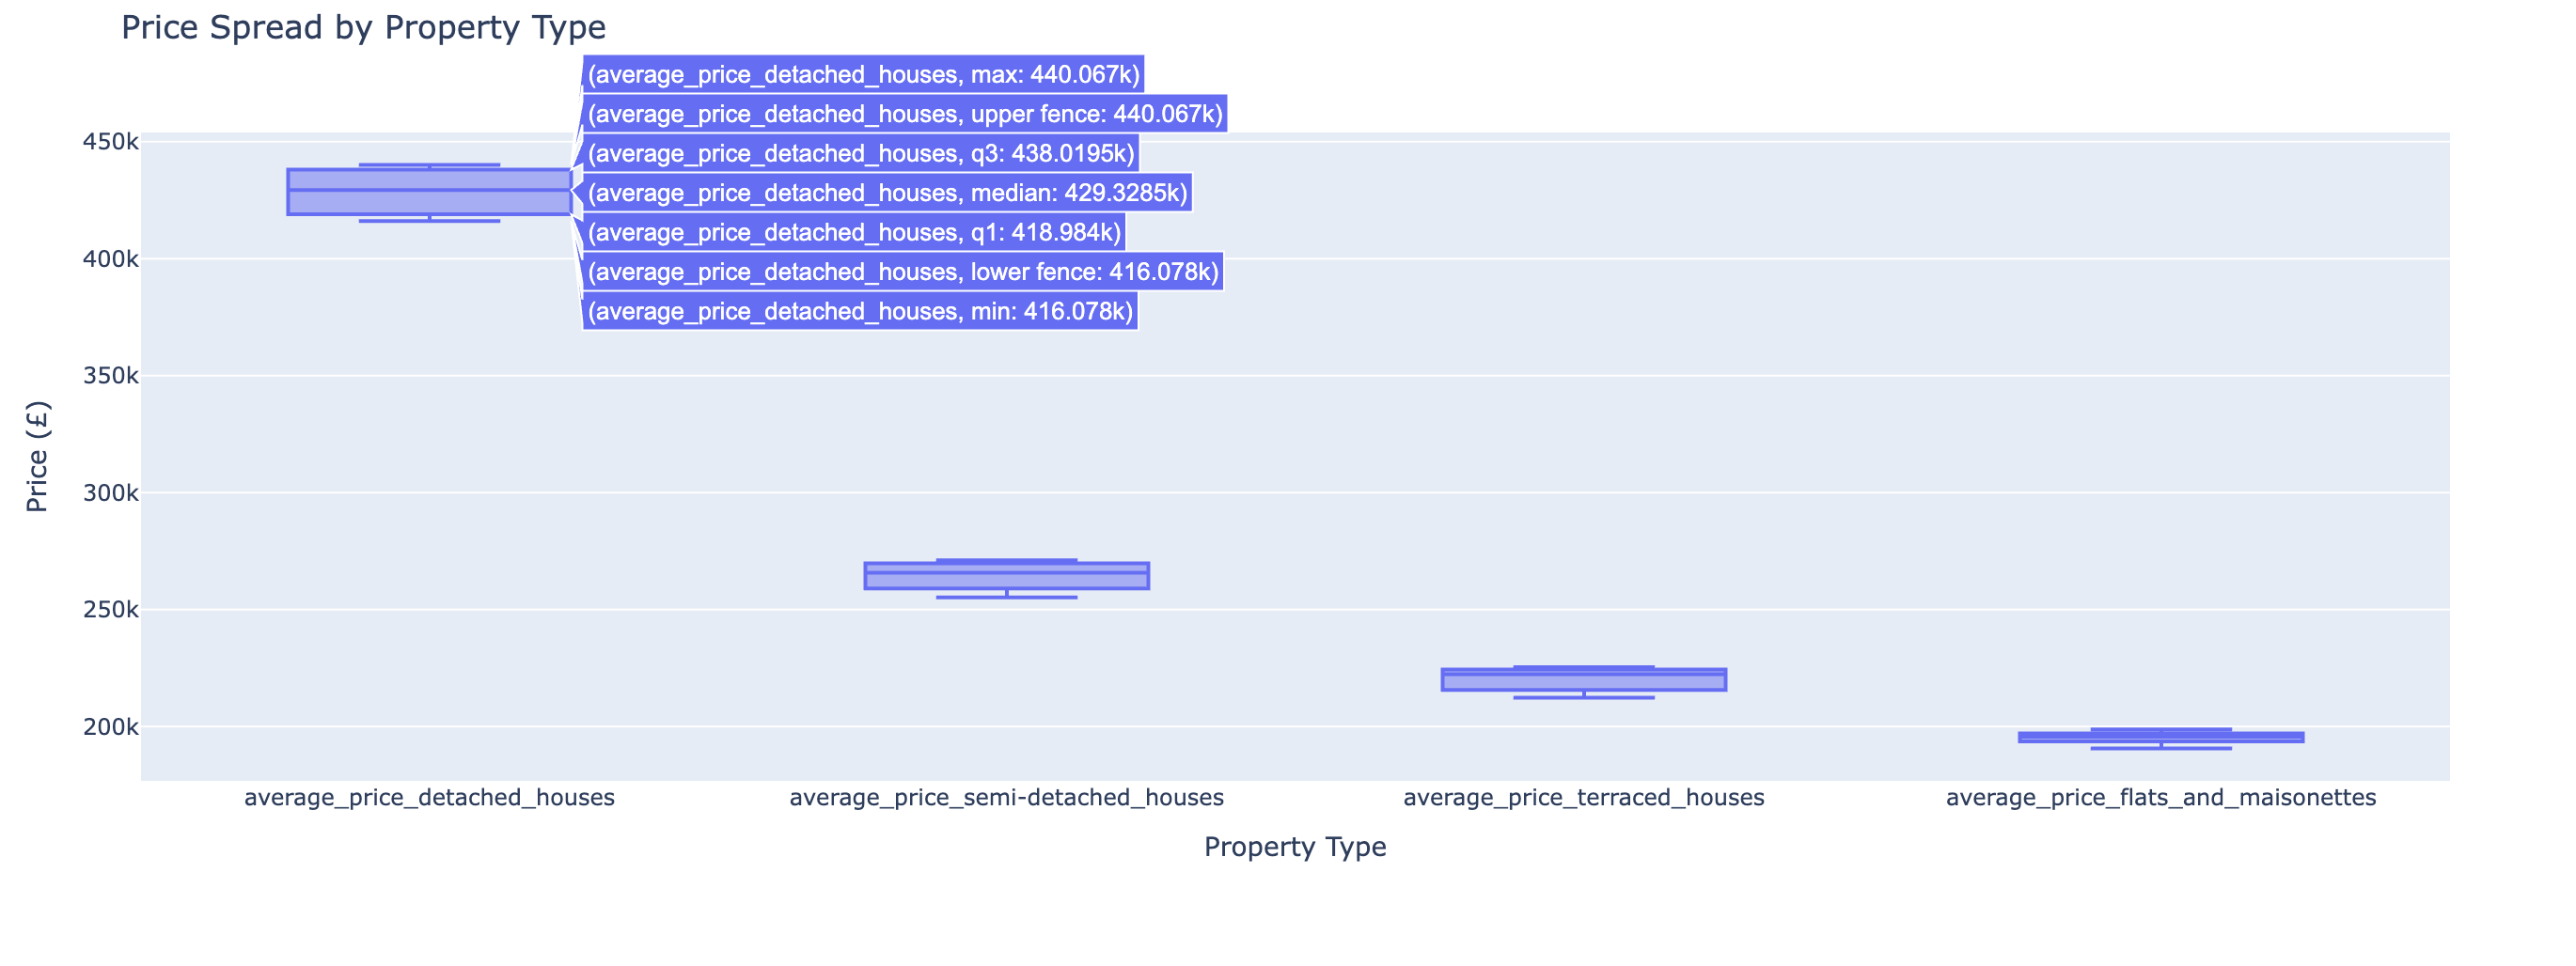 Price Spread by Property Type
(average_price_detached_houses, max: 440.067k)
(average_price_detached_houses, upper fence: 440.067k)
(average_price_detached_houses, q3: 438.0195k)
(average_price_detached_houses, median: 429.3285k)
(average_price_detached_houses, q1: 418.984k)
(average_price_detached_houses, lower fence: 416.078k)
(average_price_detached_houses, min: 416.078k)
450k
400k
350k
300k
250k
200k
Price (£)
average_price_detached_houses
average_price_semi-detached_houses
average_price_terraced_houses
average_price_flats_and_maisonettes
Property Type